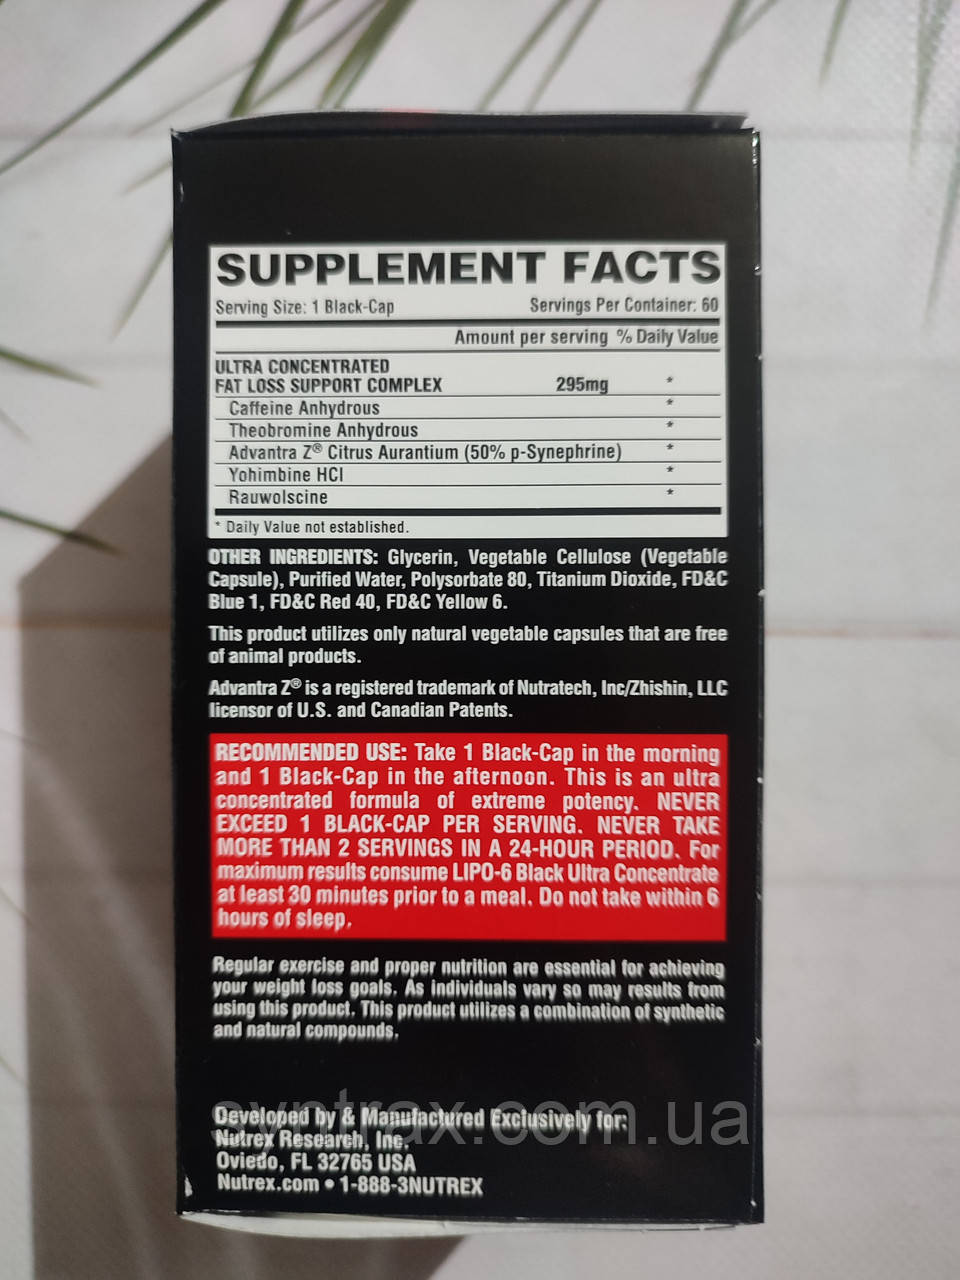 SUPPLEMENT FACTS
Serving Size: 1 Black-Cap Servings Per Container: 60
Amount per serving % Daily Value
ULTRA CONCENTRATED
FAT LOSS SUPPORT COMPLEX 295mg *
Caffeine Anhydrous *
Theobromine Anhydrous *
Advantra Z® Citrus Aurantium (50% p-Synephrine) *
Yohimbine HCl *
Rauwolscine *
* Daily Value not established.
OTHER INGREDIENTS: Glycerin, Vegetable Cellulose (Vegetable
Capsule), Purified Water, Polysorbate 80, Titanium Dioxide, FD&C
Blue 1, FD&C Red 40, FD&C Yellow 6.
This product utilizes only natural vegetable capsules that are free
of animal products.
Advantra Z® is a registered trademark of Nutratech, Inc/Zhishin, LLC
licensor of U.S. and Canadian Patents.
RECOMMENDED USE: Take 1 Black-Cap in the morning
and 1 Black-Cap in the afternoon. This is an ultra
concentrated formula of extreme potency. NEVER
EXCEED 1 BLACK-CAP PER SERVING. NEVER TAKE
MORE THAN 2 SERVINGS IN A 24-HOUR PERIOD. For
maximum results consume LIPO-6 Black Ultra Concentrate
at least 30 minutes prior to a meal. Do not take within 6
hours of sleep.
Regular exercise and proper nutrition are essential for achieving
your weight loss goals. As individuals vary so may results from
using this product. This product utilizes a combination of synthetic
and natural compounds.
Developed by & Manufactured Exclusively for:
syntrax.com.ua
Nutrex Research, Inc.
Oviedo, FL 32765 USA
Nutrex.com • 1-888-3NUTREX